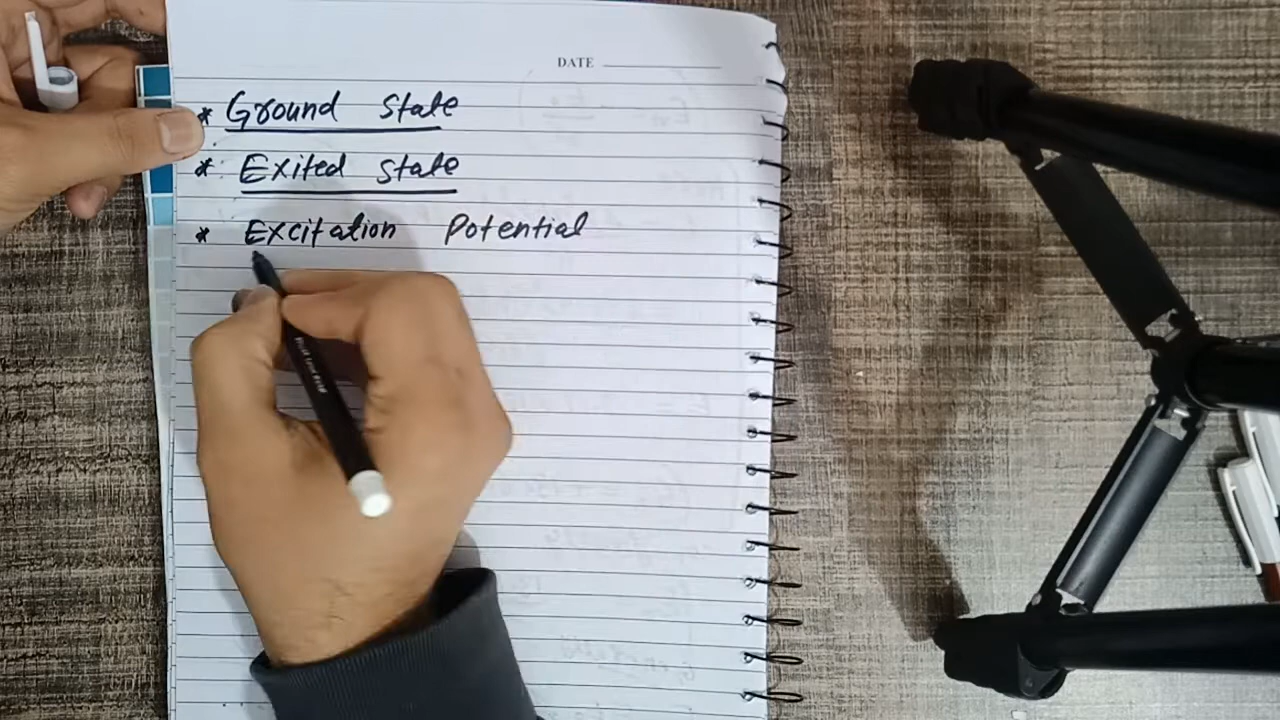 DATE
* Ground state
* Exited state
* Excitation Potential